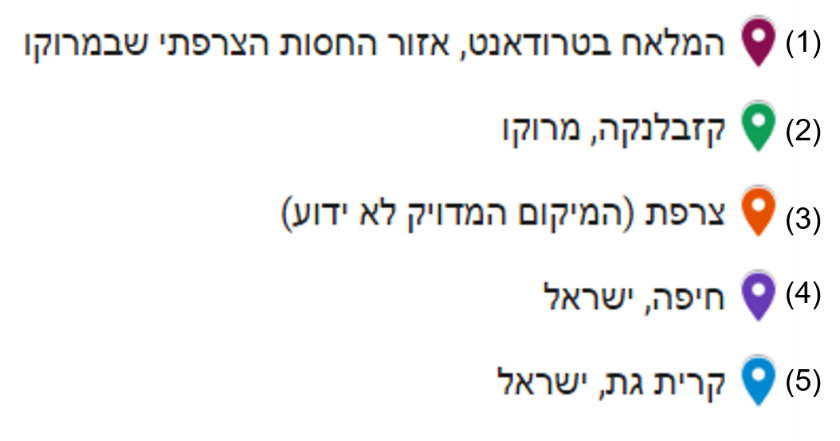 (1) המלאח בטרודאנט, אזור החסות הצרפתי שבמרוקו
(2) קזבלנקה, מרוקו
(3) צרפת (המיקום המדויק לא ידוע)
(4) חיפה, ישראל
(5) קרית גת, ישראל